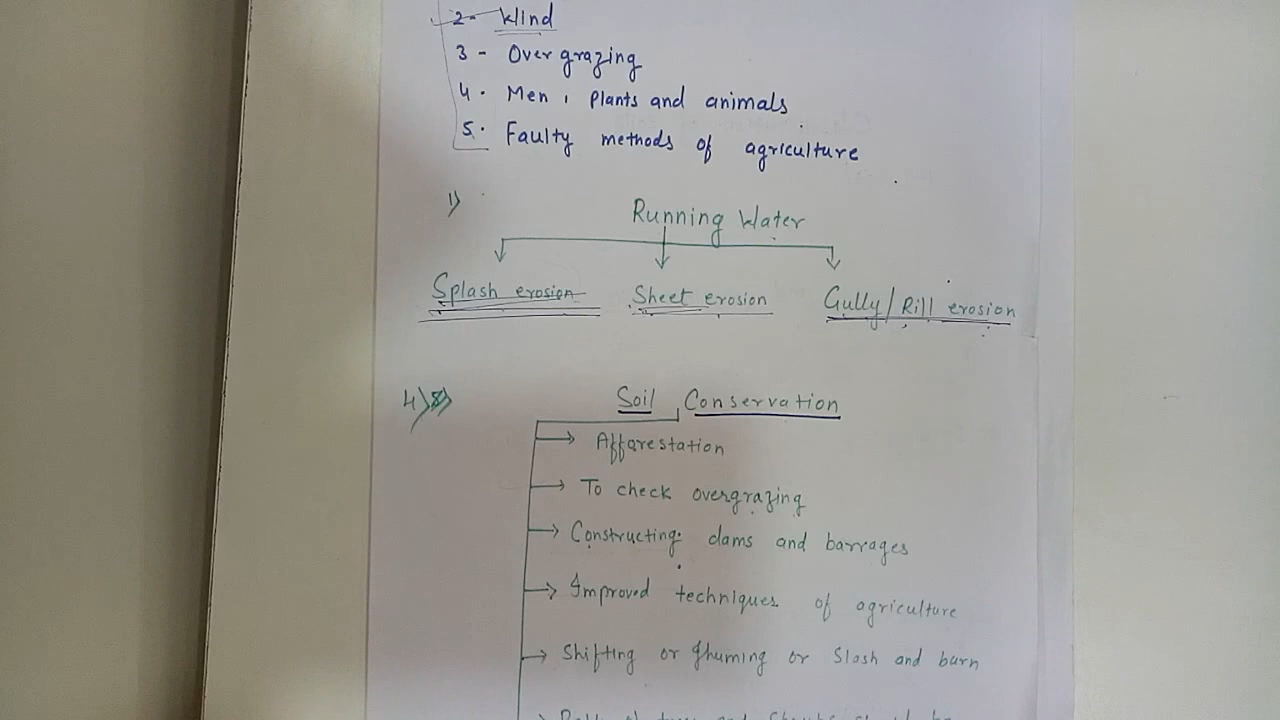 2- Wind
3 - Over grazing
4. Men, plants and animals
5. Faulty methods of agriculture
1) Running Water
Splash erosion Sheet erosion Gully/Rill erosion
4) Soil Conservation
Afforestation
To check overgrazing
Constructing dams and barrages
Improved techniques of agriculture
Shifting or Jhuming or Slash and burn